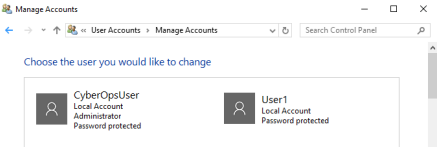 Manage Accounts
« User Accounts > Manage Accounts
Search Control Panel
Choose the user you would like to change
CyberOpsUser
Local Account
Administrator
Password protected
User1
Local Account
Password protected